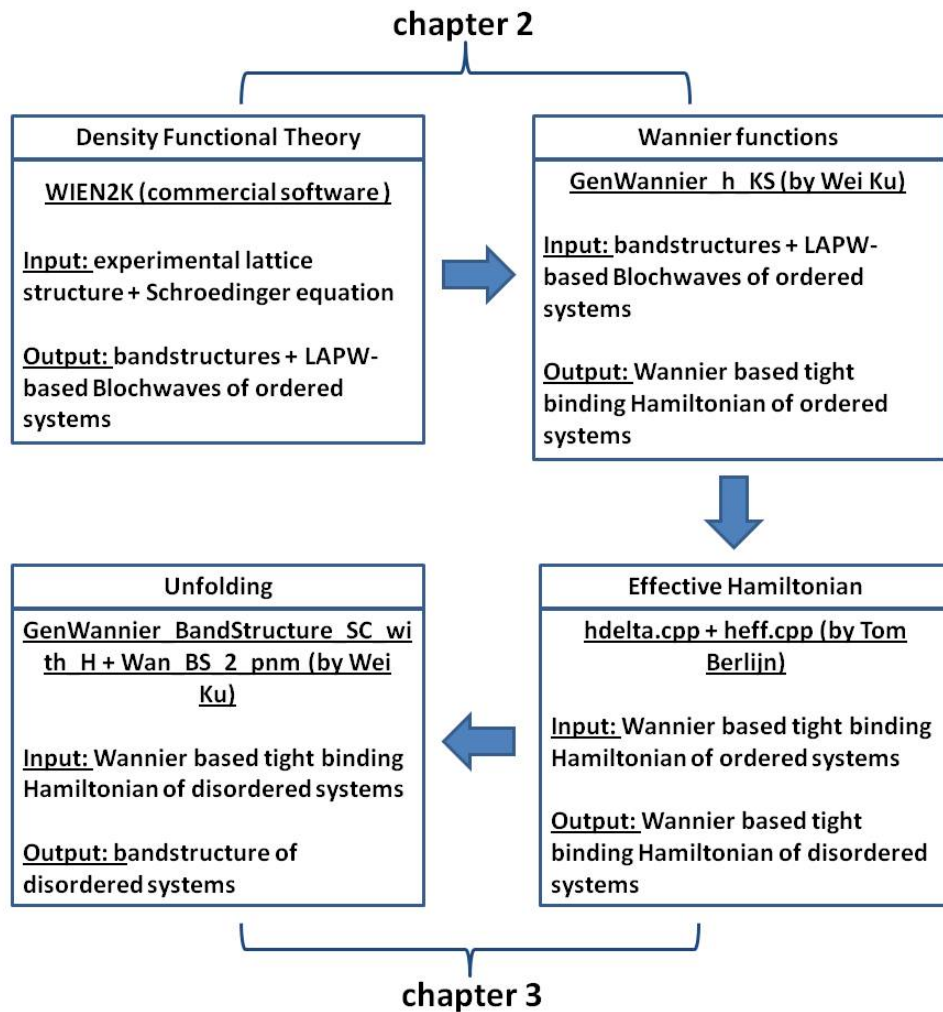 chapter 2
Density Functional Theory
WIEN2K (commercial software )
Input: experimental lattice
structure + Schroedinger equation
Output: bandstructures + LAPW-
based Blochwaves of ordered
systems
Wannier functions
GenWannier_h_KS (by Wei Ku)
Input: bandstructures + LAPW-
based Blochwaves of ordered
systems
Output: Wannier based tight
binding Hamiltonian of ordered
systems
Effective Hamiltonian
hdelta.cpp + heff.cpp (by Tom
Berlijn)
Input: Wannier based tight binding
Hamiltonian of ordered systems
Output: Wannier based tight
binding Hamiltonian of disordered
systems
Unfolding
GenWannier_BandStructure_SC_wi
th_H + Wan_BS_2_pnm (by Wei
Ku)
Input: Wannier based tight binding
Hamiltonian of disordered systems
Output: bandstructure of
disordered systems
chapter 3